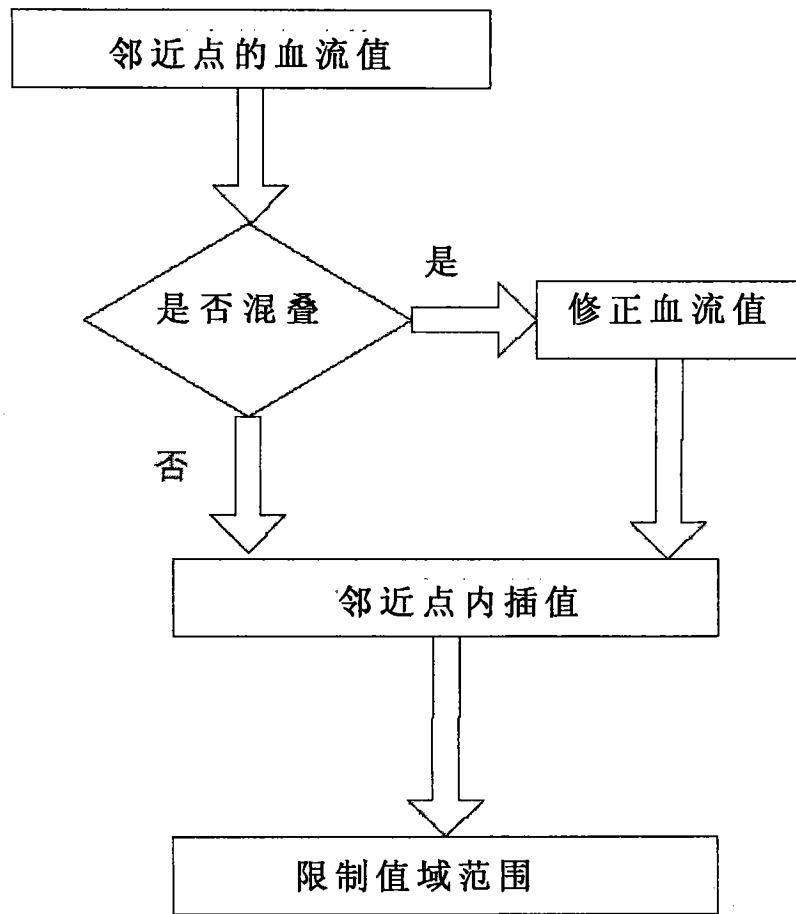 邻近点的血流值
是
是否混叠
修正血流值
否
邻近点内插值
限制值域范围